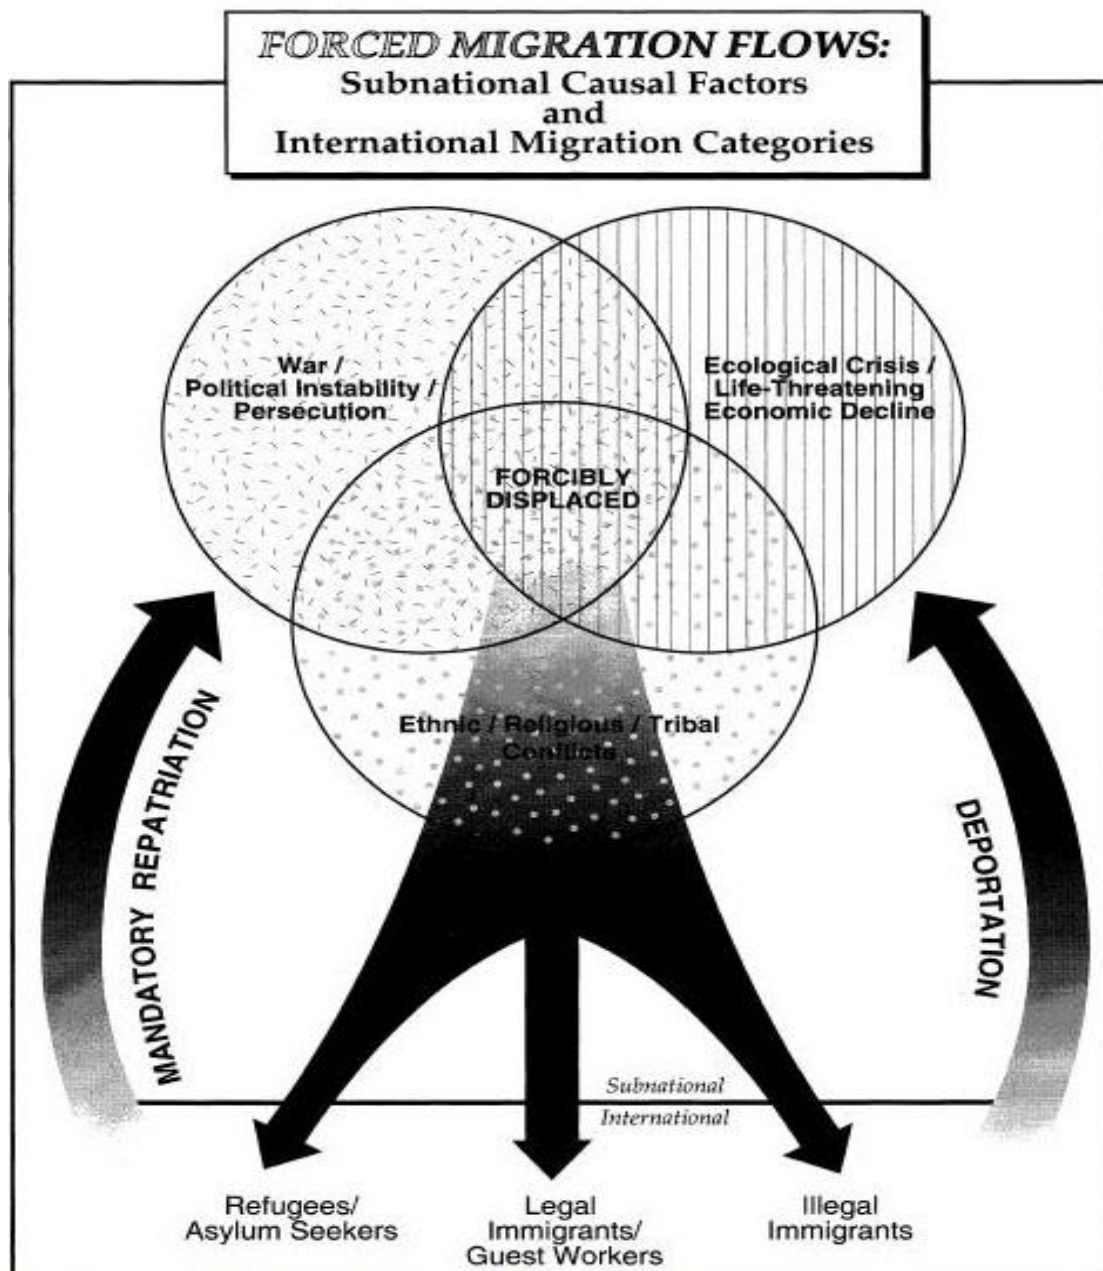 FORCED MIGRATION FLOWS:
Subnational Causal Factors
and
International Migration Categories
War /
Political Instability /
Persecution
Ecological Crisis /
Life-Threatening
Economic Decline
FORCIBLY
DISPLACED
Ethnic / Religious / Tribal
Conflicts
MANDATORY REPATRIATION
DEPORTATION
Subnational
International
Refugees/
Asylum Seekers
Legal
Immigrants/
Guest Workers
Illegal
Immigrants